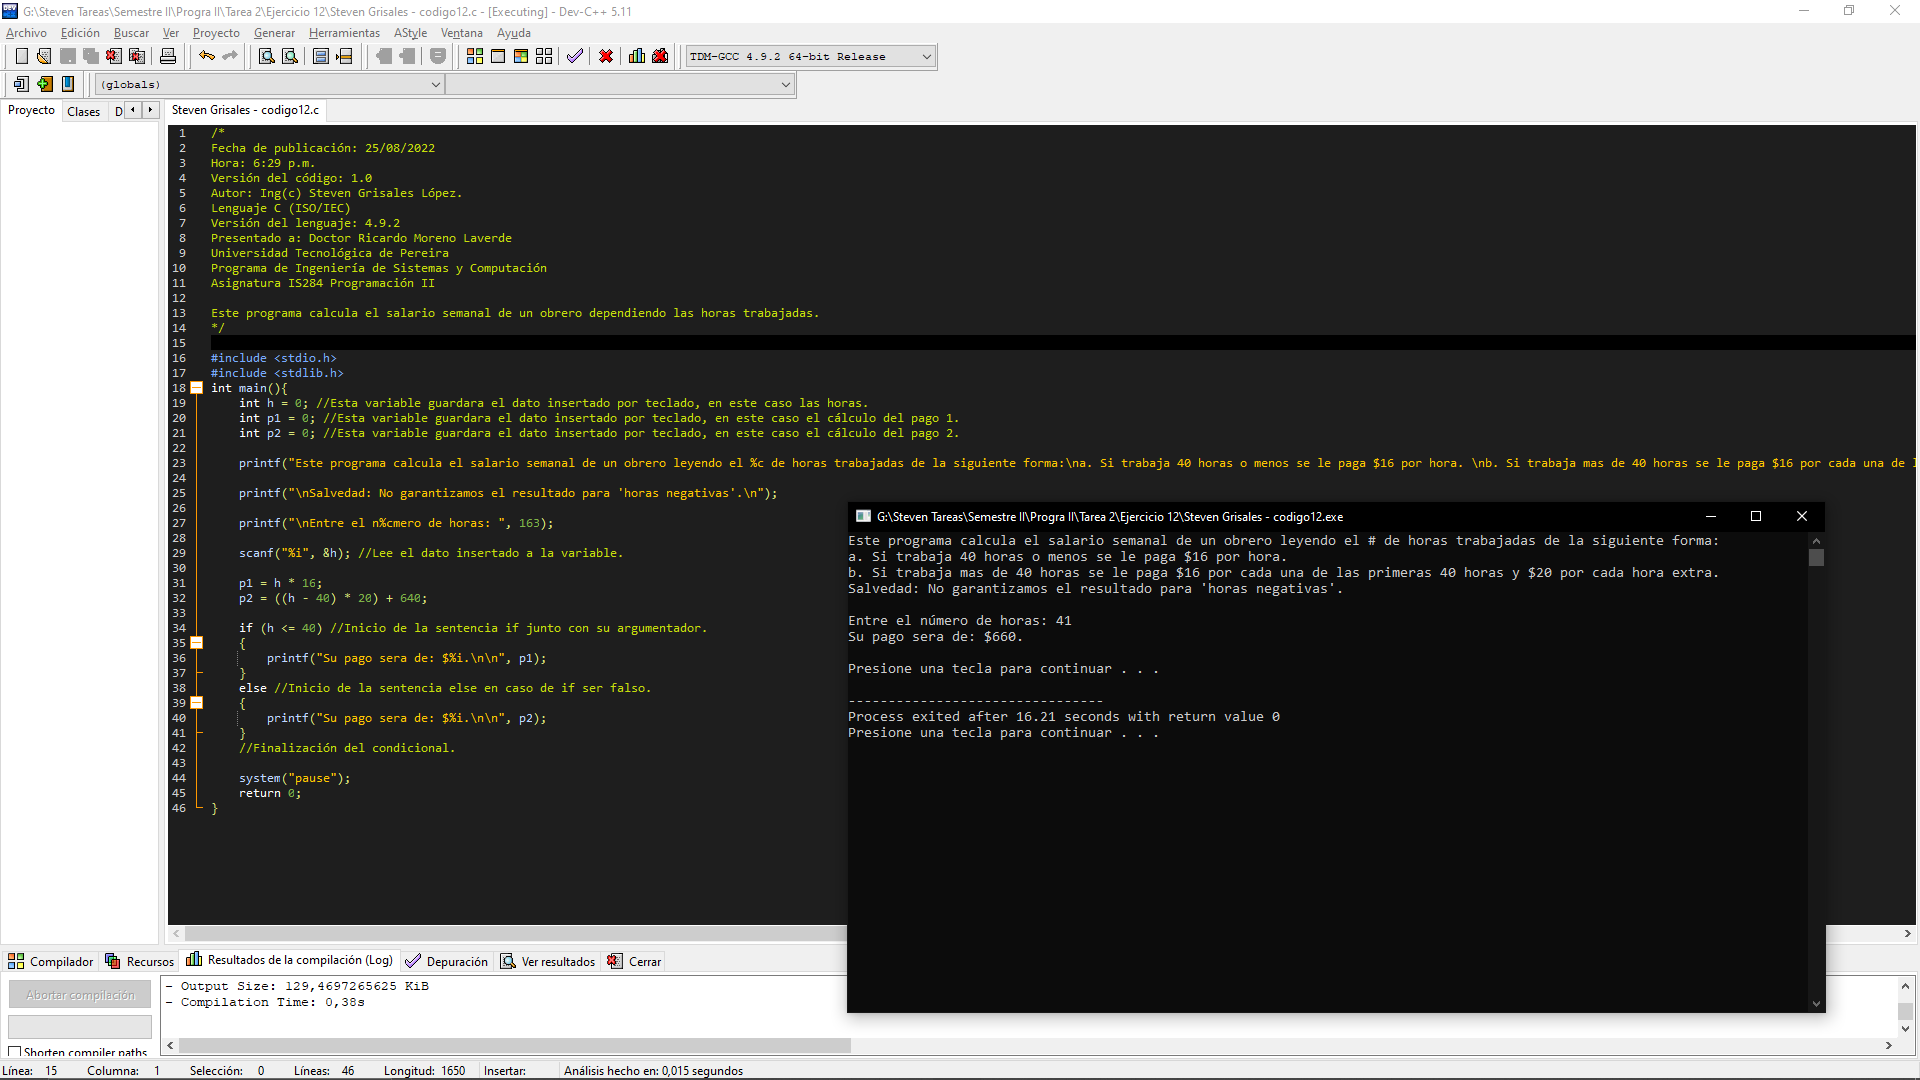 G:\Steven Tareas\Semestre II\Progra II\Tarea 2\Ejercicio 12\Steven Grisales - codigo12.c - [Executing] - Dev-C++ 5.11
Archivo Edición Buscar Ver Proyecto Generar Herramientas AStyle Ventana Ayuda
TDM-GCC 4.9.2 64-bit Release
(globals)
Proyecto Clases D
Steven Grisales - codigo12.c
1 /*
2 Fecha de publicación: 25/08/2022
3 Hora: 6:29 p.m.
4 Versión del código: 1.0
5 Autor: Ing(c) Steven Grisales López.
6 Lenguaje C (ISO/IEC)
7 Versión del lenguaje: 4.9.2
8 Presentado a: Doctor Ricardo Moreno Laverde
9 Universidad Tecnológica de Pereira
10 Programa de Ingeniería de Sistemas y Computación
11 Asignatura IS284 Programación II
12
13 Este programa calcula el salario semanal de un obrero dependiendo las horas trabajadas.
14 */
15
16 #include <stdio.h>
17 #include <stdlib.h>
18 int main(){
19 int h = 0; //Esta variable guardara el dato insertado por teclado, en este caso las horas.
20 int p1 = 0; //Esta variable guardara el dato insertado por teclado, en este caso el cálculo del pago 1.
21 int p2 = 0; //Esta variable guardara el dato insertado por teclado, en este caso el cálculo del pago 2.
22
23 printf("Este programa calcula el salario semanal de un obrero leyendo el %c de horas trabajadas de la siguiente forma:\na. Si trabaja 40 horas o menos se le paga $16 por hora. \nb. Si trabaja mas de 40 horas se le paga $16 por cada una de l
24
25 printf("\nSalvedad: No garantizamos el resultado para 'horas negativas'.\n");
26
27 printf("\nEntre el n%cmero de horas: ", 163);
28
29 scanf("%i", &h); //Lee el dato insertado a la variable.
30
31 p1 = h * 16;
32 p2 = ((h - 40) * 20) + 640;
33
34 if (h <= 40) //Inicio de la sentencia if junto con su argumentador.
35 {
36 printf("Su pago sera de: $%i.\n\n", p1);
37 }
38 else //Inicio de la sentencia else en caso de if ser falso.
39 {
40 printf("Su pago sera de: $%i.\n\n", p2);
41 }
42 //Finalización del condicional.
43
44 system("pause");
45 return 0;
46 }
G:\Steven Tareas\Semestre II\Progra II\Tarea 2\Ejercicio 12\Steven Grisales - codigo12.exe
Este programa calcula el salario semanal de un obrero leyendo el # de horas trabajadas de la siguiente forma:
a. Si trabaja 40 horas o menos se le paga $16 por hora.
b. Si trabaja mas de 40 horas se le paga $16 por cada una de las primeras 40 horas y $20 por cada hora extra.
Salvedad: No garantizamos el resultado para 'horas negativas'.
Entre el número de horas: 41
Su pago sera de: $660.
Presione una tecla para continuar . . .
--------------------------------
Process exited after 16.21 seconds with return value 0
Presione una tecla para continuar . . .
Compilador Recursos Resultados de la compilación (Log) Depuración Ver resultados Cerrar
Abortar compilación
- Output Size: 129,4697265625 KiB
- Compilation Time: 0,38s
Shorten compiler paths
Línea: 15 Columna: 1 Selección: 0 Líneas: 46 Longitud: 1650 Insertar: Análisis hecho en: 0,015 segundos